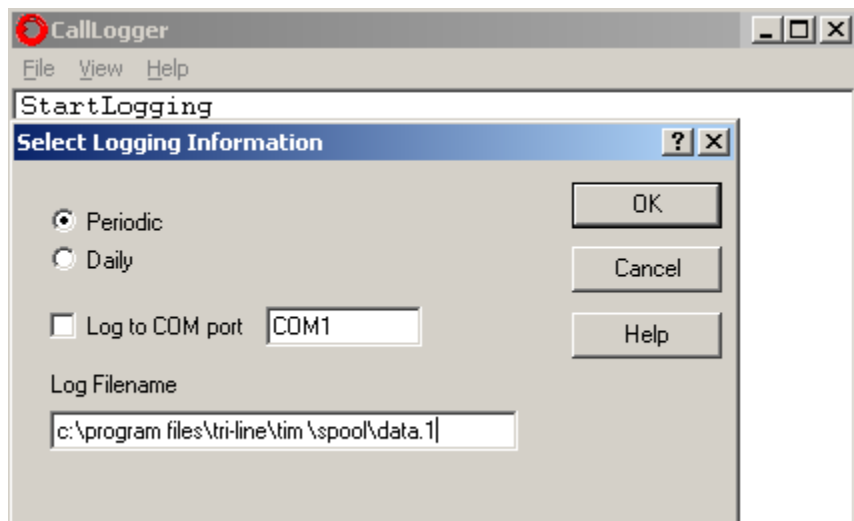 CallLogger
File View Help
StartLogging
Select Logging Information
Periodic
OK
Daily
Cancel
Log to COM port COM1
Help
Log Filename
c:\program files\tri-line\tim \spool\data.1